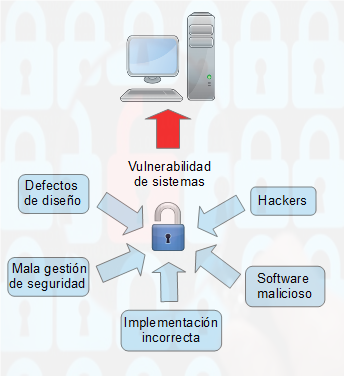 Vulnerabilidad
de sistemas
Defectos
de diseño
Hackers
Mala gestión
de seguridad
Software
malicioso
Implementación
incorrecta